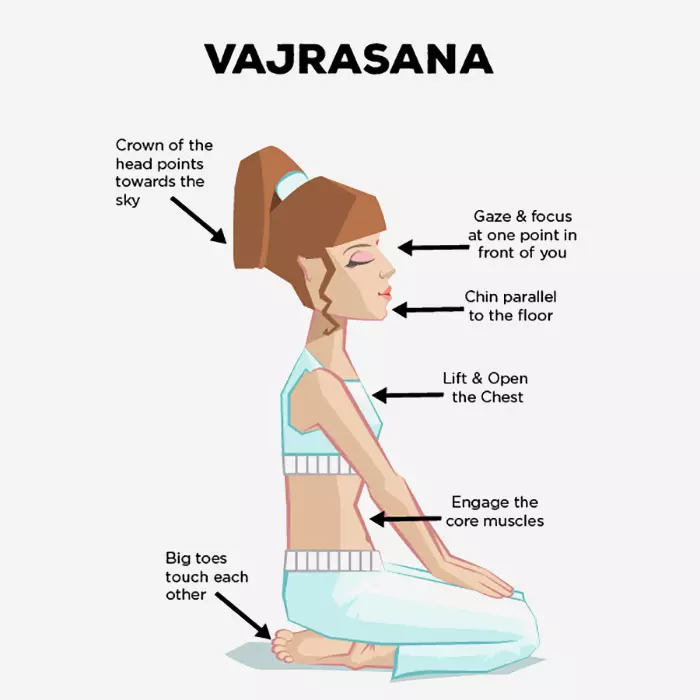 VAJRASANA
Crown of the
head points
towards the
sky
Gaze & focus
at one point in
front of you
Chin parallel
to the floor
Lift & Open
the Chest
Engage the
core muscles
Big toes
touch each
other